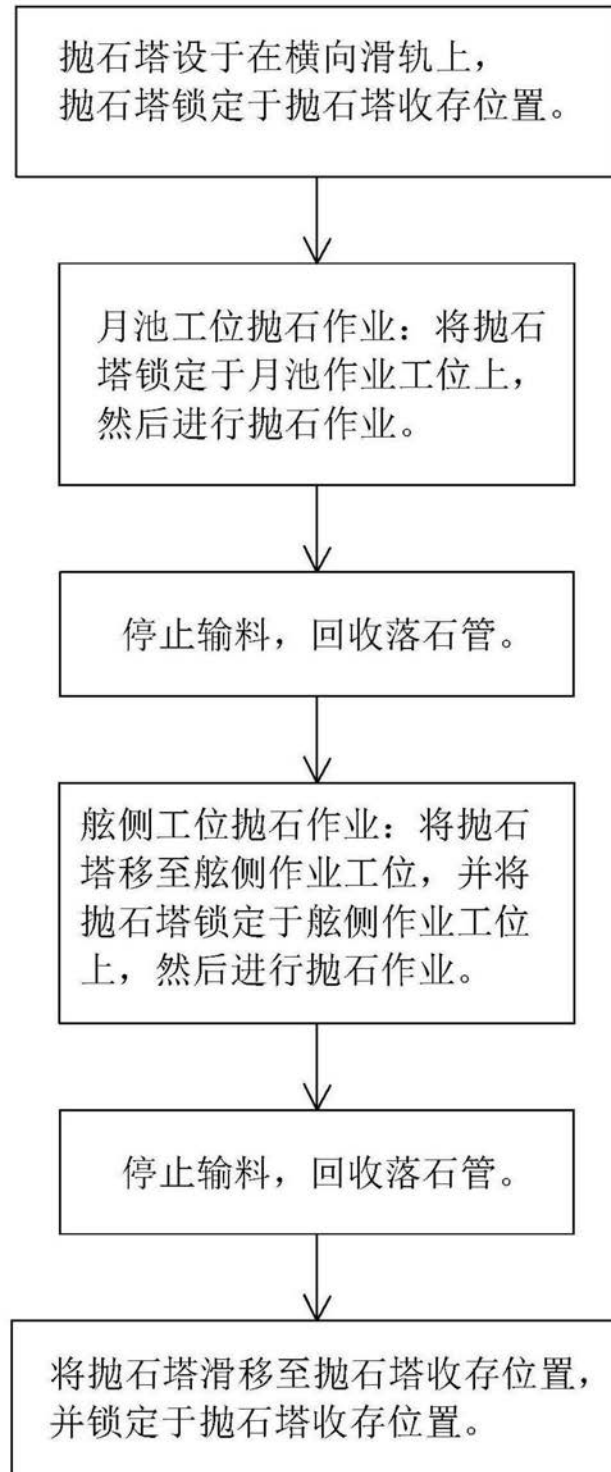 抛石塔设于在横向滑轨上，
抛石塔锁定于抛石塔收存位置。
月池工位抛石作业：将抛石
塔锁定于月池作业工位上，
然后进行抛石作业。
停止输料，回收落石管。
舷侧工位抛石作业：将抛石
塔移至舷侧作业工位，并将
抛石塔锁定于舷侧作业工位
上，然后进行抛石作业。
停止输料，回收落石管。
将抛石塔滑移至抛石塔收存位置，
并锁定于抛石塔收存位置。